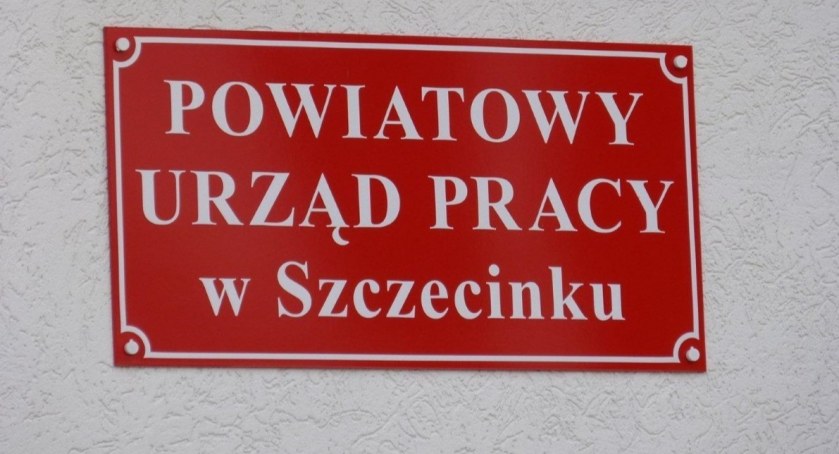 POWIATOWY
URZĄD PRACY
w Szczecinku